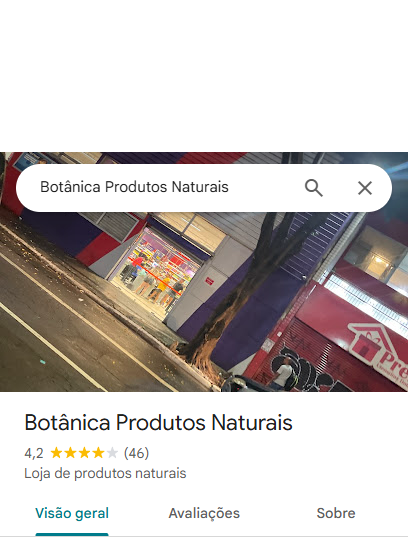 Botânica Produtos Naturais
Pre
Botânica Produtos Naturais
4,2 (46)
Loja de produtos naturais
Visão geral Avaliações Sobre